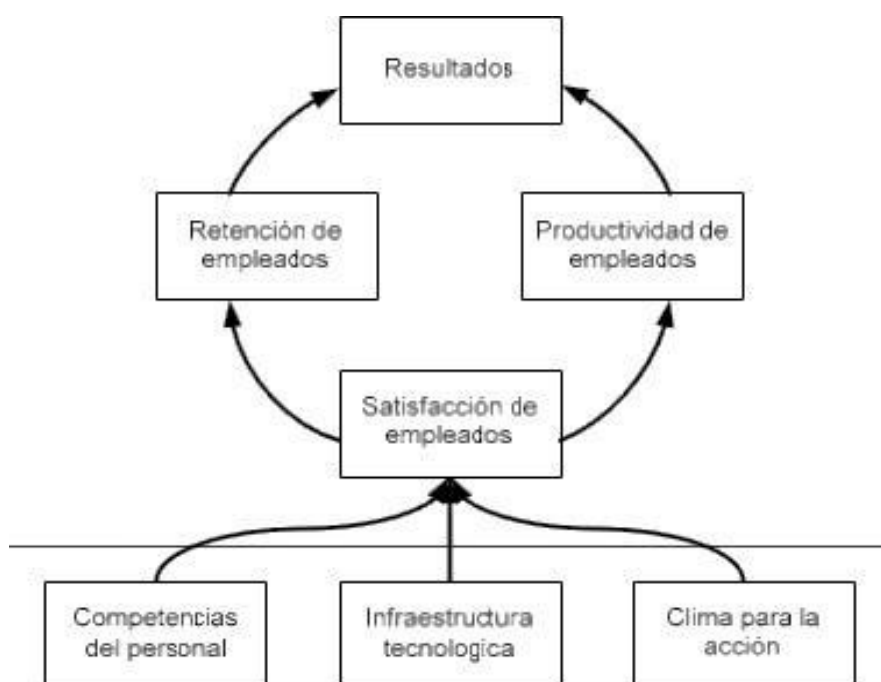 Resultados
Retención de
empleados
Productividad de
empleados
Satisfacción de
empleados
Competencias
del personal
Infraestructura
tecnologica
Clima para la
acción